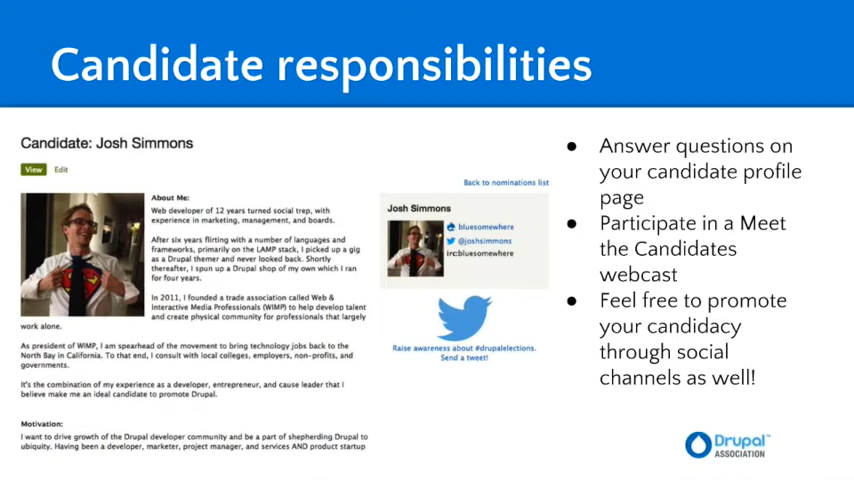 Candidate responsibilities
Candidate: Josh Simmons
View Edit
Back to nominations list
About Me:
Web developer of 12 years turned social trep, with
experience in marketing, management, and boards.
After six years flirting with a number of languages and
frameworks, primarily on the LAMP stack, I picked up a gig
as a Drupal themer and never looked back. Shortly
thereafter, I spun up a Drupal shop of my own which I ran
for four years.
In 2011, I founded a trade association called Web &
Interactive Media Professionals (WIMP) to help develop talent
and create physical community for professionals that largely
work alone.
As president of WIMP, I am spearhead of the movement to bring technology jobs back to the
North Bay in California. To that end, I consult with local colleges, employers, non-profits, and
governments.
It's the combination of my experience as a developer, entrepreneur, and cause leader that I
believe make me an ideal candidate to promote Drupal.
Motivation:
I want to drive growth of the Drupal developer community and be a part of shepherding Drupal to
ubiquity. Having been a developer, marketer, project manager, and services AND product startup
Josh Simmons
bluesomewhere
@joshsimmons
irc:bluesomewhere
Raise awareness about #drupalelections.
Send a tweet!
● Answer questions on
your candidate profile
page
● Participate in a Meet
the Candidates
webcast
● Feel free to promote
your candidacy
through social
channels as well!
Drupal™
ASSOCIATION